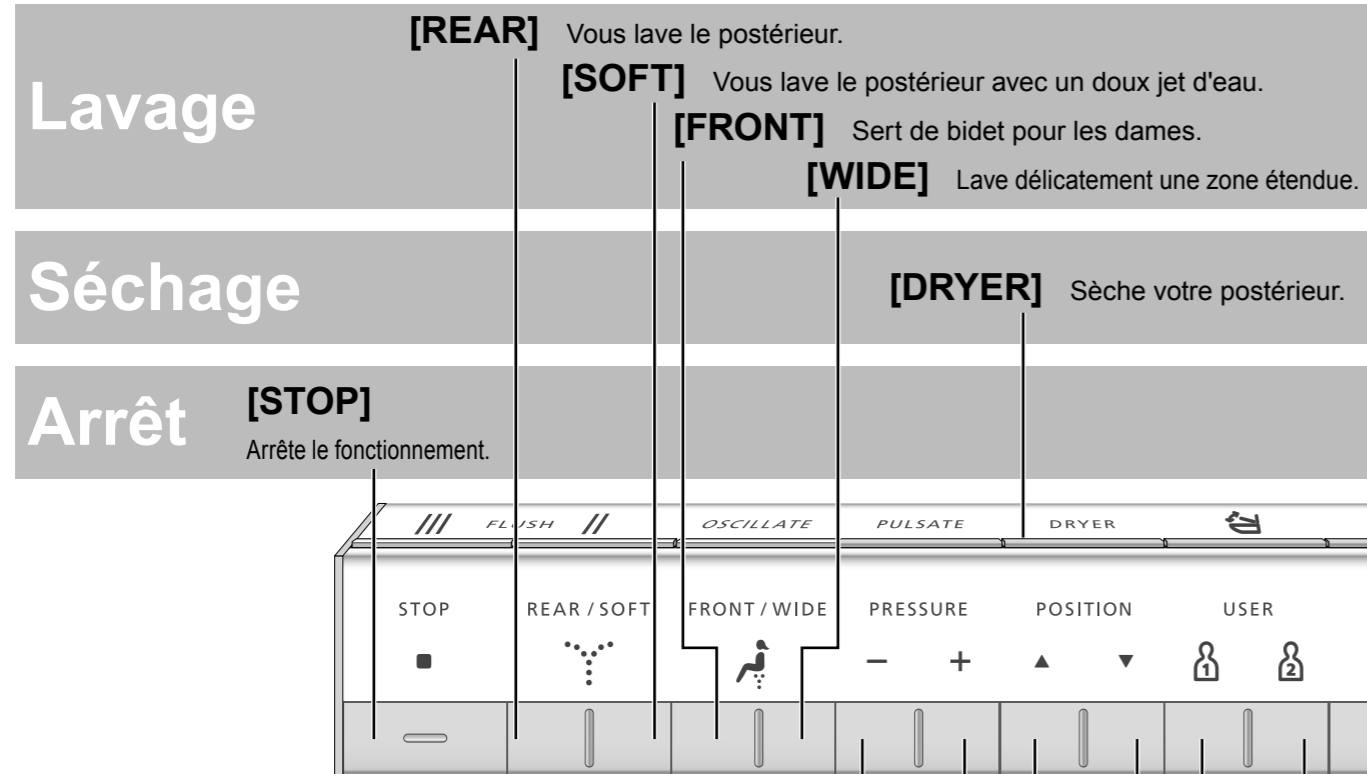 Lavage
[REAR] Vous lave le postérieur.
[SOFT] Vous lave le postérieur avec un doux jet d'eau.
[FRONT] Sert de bidet pour les dames.
[WIDE] Lave délicatement une zone étendue.
Séchage
[DRYER] Sèche votre postérieur.
Arrêt
[STOP]
Arrête le fonctionnement.
FLUSH OSCILLATE PULSATE DRYER
STOP REAR / SOFT FRONT / WIDE PRESSURE POSITION USER
− + ▲ ▼ 1 2